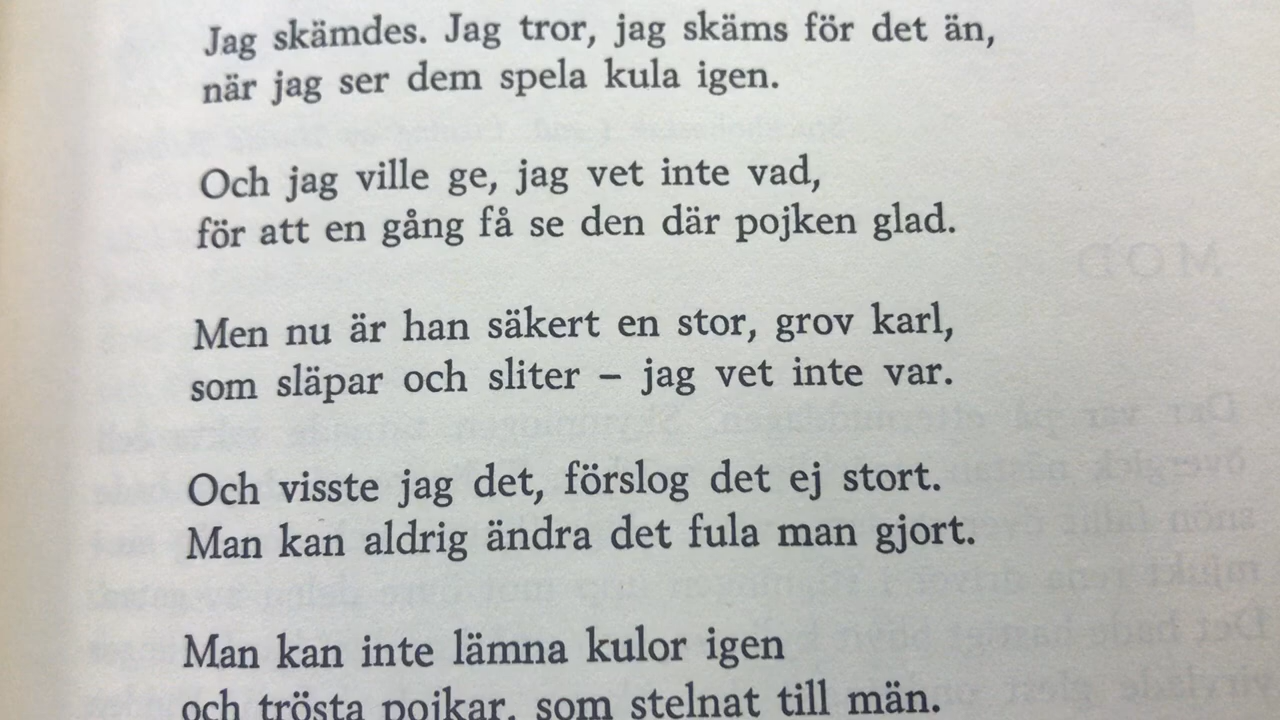 Jag skämdes. Jag tror, jag skäms för det än,
när jag ser dem spela kula igen.
Och jag ville ge, jag vet inte vad,
för att en gång få se den där pojken glad.
Men nu är han säkert en stor, grov karl,
som släpar och sliter – jag vet inte var.
Och visste jag det, förslog det ej stort.
Man kan aldrig ändra det fula man gjort.
Man kan inte lämna kulor igen
och trösta pojkar, som stelnat till män.
MOD